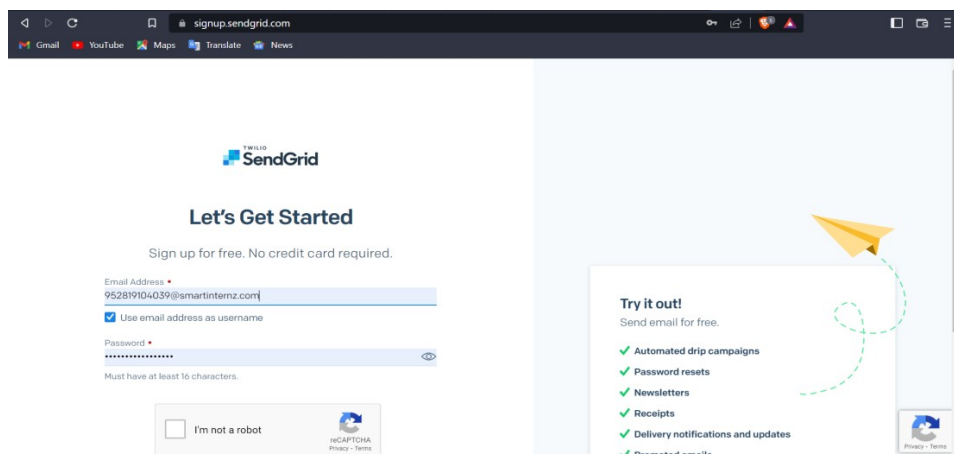 signup.sendgrid.com
Gmail YouTube Maps Translate News
TWILIO
SendGrid
Let's Get Started
Sign up for free. No credit card required.
Email Address •
952819104039@smartinternz.com
Use email address as username
Password •
•••••••••••••••••
Must have at least 16 characters.
I'm not a robot
reCAPTCHA
Privacy - Terms
Try it out!
Send email for free.
Automated drip campaigns
Password resets
Newsletters
Receipts
Delivery notifications and updates
Promoted emails
Privacy - Terms